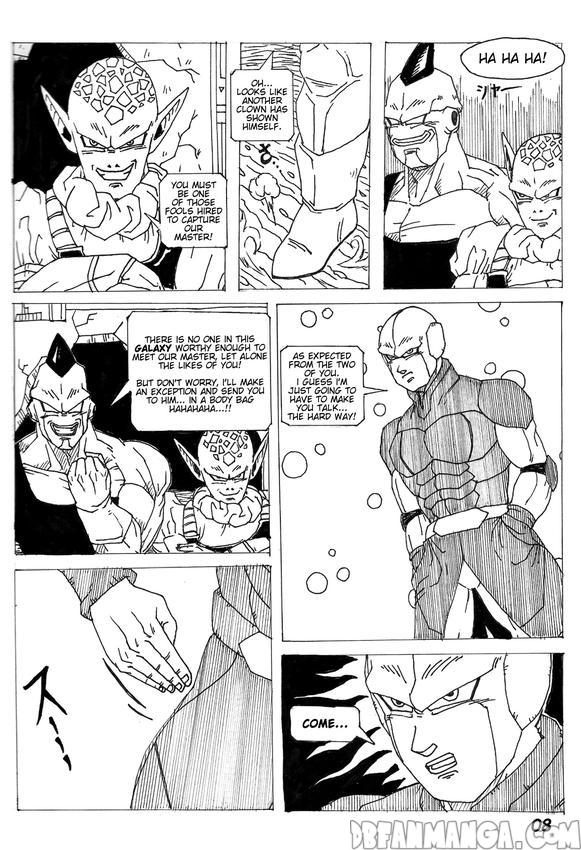 YOU MUST
BE ONE
OF THOSE
FOOLS HIRED
TO CAPTURE
OUR
MASTER!
OH...
LOOKS LIKE
ANOTHER
CLOWN HAS
SHOWN
HIMSELF.
HA HA HA!
シャー
THERE IS NO ONE IN THIS
GALAXY WORTHY ENOUGH TO
MEET OUR MASTER, LET ALONE
THE LIKES OF YOU!
BUT DON'T WORRY, I'LL MAKE
AN EXCEPTION AND SEND YOU
TO HIM... IN A BODY BAG
HAHAHAHA...!!
AS EXPECTED
FROM THE TWO
OF YOU.
I GUESS I'M
JUST GOING
TO HAVE TO
MAKE YOU
TALK...
THE HARD WAY!
ス...
COME...
08
DBFANMANGA.COM